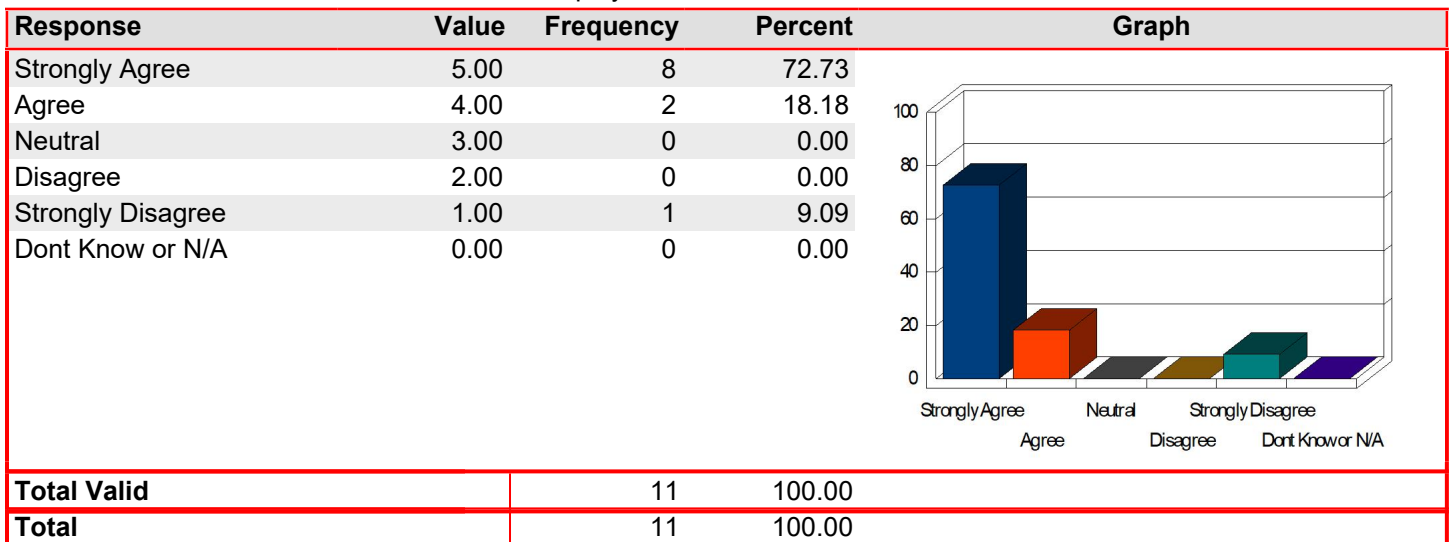 Response Value Frequency Percent Graph
Strongly Agree 5.00 8 72.73
Agree 4.00 2 18.18
Neutral 3.00 0 0.00
Disagree 2.00 0 0.00
Strongly Disagree 1.00 1 9.09
Dont Know or N/A 0.00 0 0.00
100
80
60
40
20
0
Strongly Agree Neutral Strongly Disagree
Agree Disagree Dont Know or N/A
Total Valid 11 100.00
Total 11 100.00